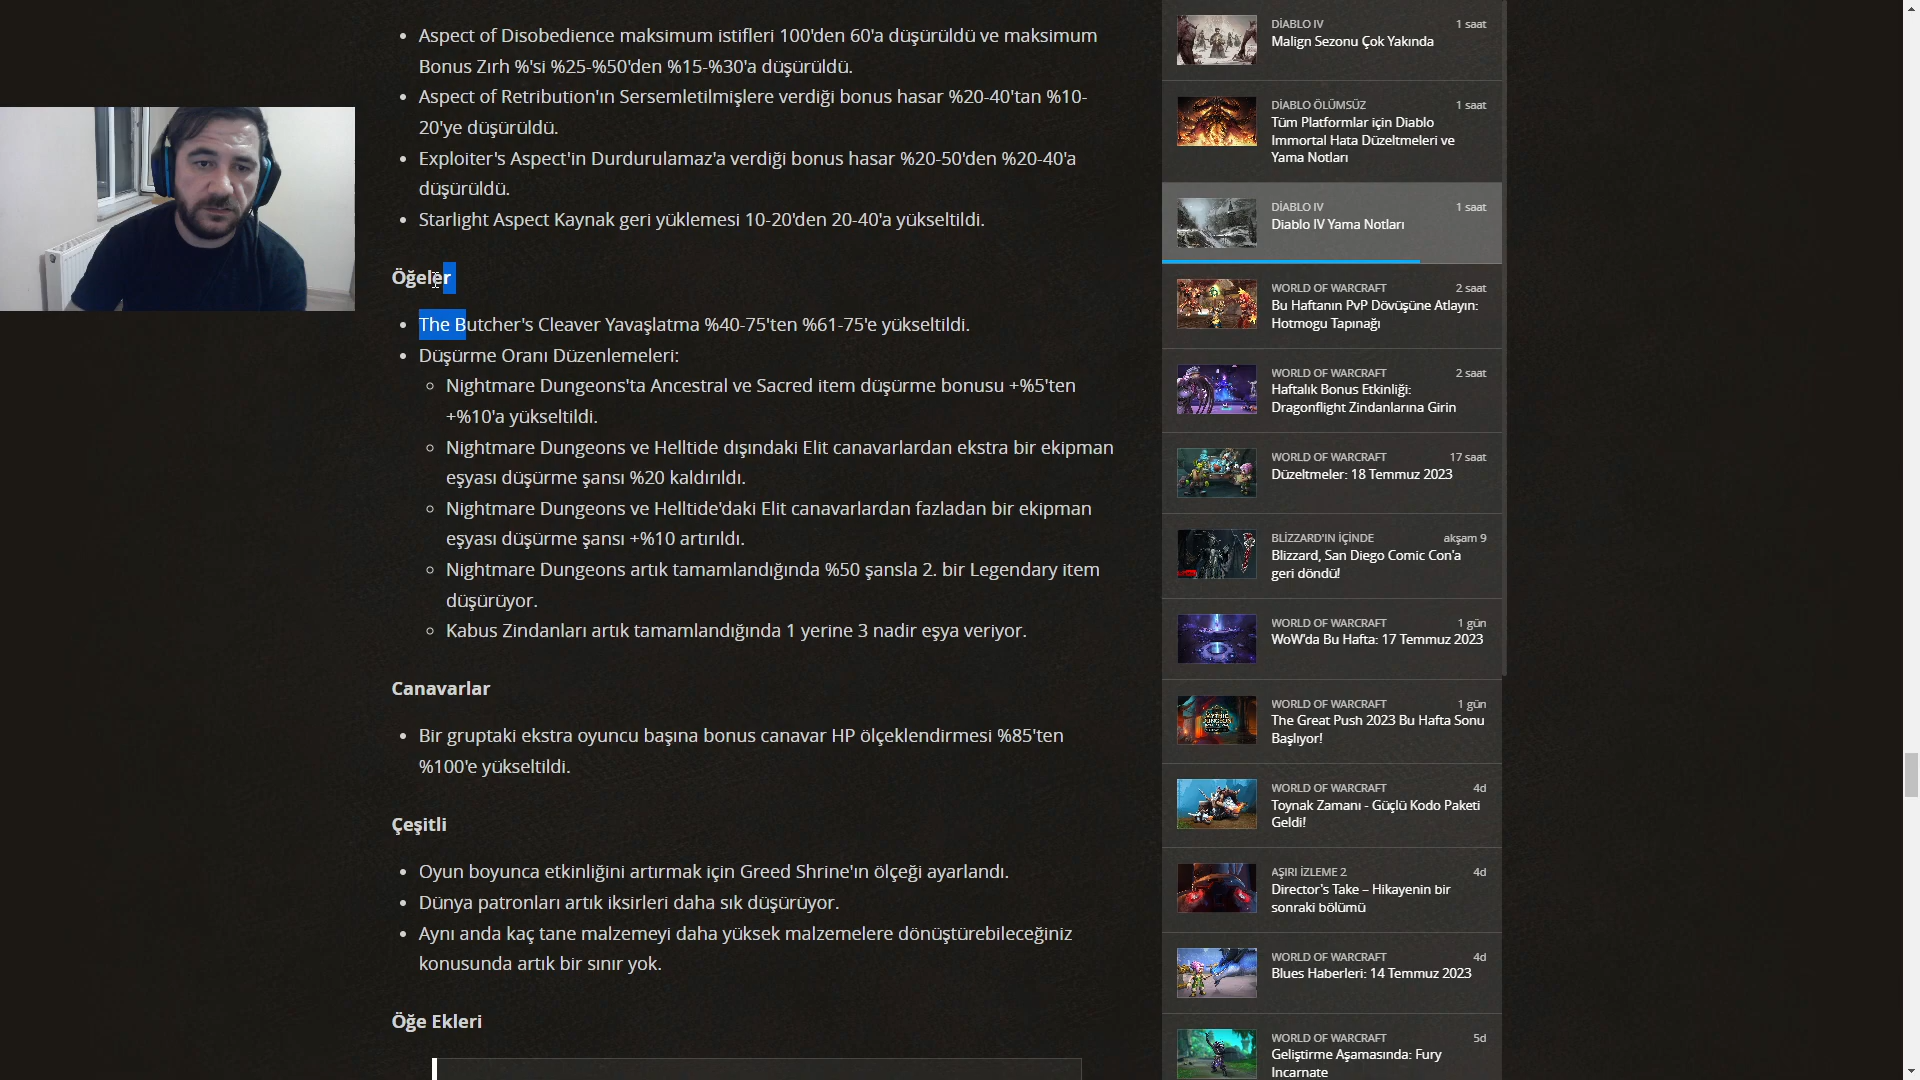 Aspect of Disobedience maksimum istifleri 100'den 60'a düşürüldü ve maksimum
Bonus Zırh %'si %25-%50'den %15-%30'a düşürüldü.
Aspect of Retribution'ın Sersemletilmişlere verdiği bonus hasar %20-40'tan %10-
20'ye düşürüldü.
Exploiter's Aspect'in Durdurulamaz'a verdiği bonus hasar %20-50'den %20-40'a
düşürüldü.
Starlight Aspect Kaynak geri yüklemesi 10-20'den 20-40'a yükseltildi.
Öğeler
The Butcher's Cleaver Yavaşlatma %40-75'ten %61-75'e yükseltildi.
Düşürme Oranı Düzenlemeleri:
Nightmare Dungeons'ta Ancestral ve Sacred item düşürme bonusu +%5'ten
+%10'a yükseltildi.
Nightmare Dungeons ve Helltide dışındaki Elit canavarlardan ekstra bir ekipman
eşyası düşürme şansı %20 kaldırıldı.
Nightmare Dungeons ve Helltide'daki Elit canavarlardan fazladan bir ekipman
eşyası düşürme şansı +%10 artırıldı.
Nightmare Dungeons artık tamamlandığında %50 şansla 2. bir Legendary item
düşürüyor.
Kabus Zindanları artık tamamlandığında 1 yerine 3 nadir eşya veriyor.
Canavarlar
Bir gruptaki ekstra oyuncu başına bonus canavar HP ölçeklendirmesi %85'ten
%100'e yükseltildi.
Çeşitli
Oyun boyunca etkinliğini artırmak için Greed Shrine'ın ölçeği ayarlandı.
Dünya patronları artık iksirleri daha sık düşürüyor.
Aynı anda kaç tane malzemeyi daha yüksek malzemelere dönüştürebileceğiniz
konusunda artık bir sınır yok.
Öğe Ekleri
DİABLO IV 1 saat
Malign Sezonu Çok Yakında
DİABLO ÖLÜMSÜZ 1 saat
Tüm Platformlar için Diablo
Immortal Hata Düzeltmeleri ve
Yama Notları
DİABLO IV 1 saat
Diablo IV Yama Notları
WORLD OF WARCRAFT 2 saat
Bu Haftanın PvP Dövüşüne Atlayın:
Hotmogu Tapınağı
WORLD OF WARCRAFT 2 saat
Haftalık Bonus Etkinliği:
Dragonflight Zindanlarına Girin
WORLD OF WARCRAFT 17 saat
Düzeltmeler: 18 Temmuz 2023
BLİZZARD'IN İÇİNDE akşam 9
Blizzard, San Diego Comic Con'a
geri döndü!
WORLD OF WARCRAFT 1 gün
WoW'da Bu Hafta: 17 Temmuz 2023
WORLD OF WARCRAFT 1 gün
The Great Push 2023 Bu Hafta Sonu
Başlıyor!
WORLD OF WARCRAFT 4d
Toynak Zamanı - Güçlü Kodo Paketi
Geldi!
AŞIRI İZLEME 2 4d
Director's Take – Hikayenin bir
sonraki bölümü
WORLD OF WARCRAFT 4d
Blues Haberleri: 14 Temmuz 2023
WORLD OF WARCRAFT 5d
Geliştirme Aşamasında: Fury
Incarnate